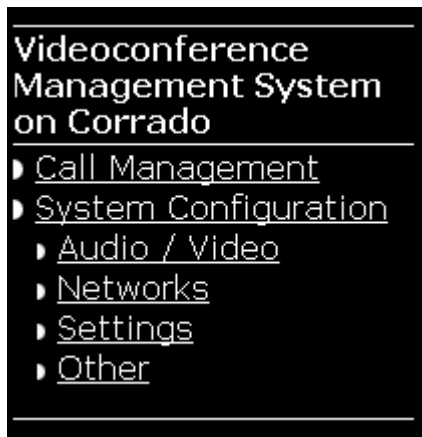 Videoconference
Management System
on Corrado
Call Management
System Configuration
Audio / Video
Networks
Settings
Other